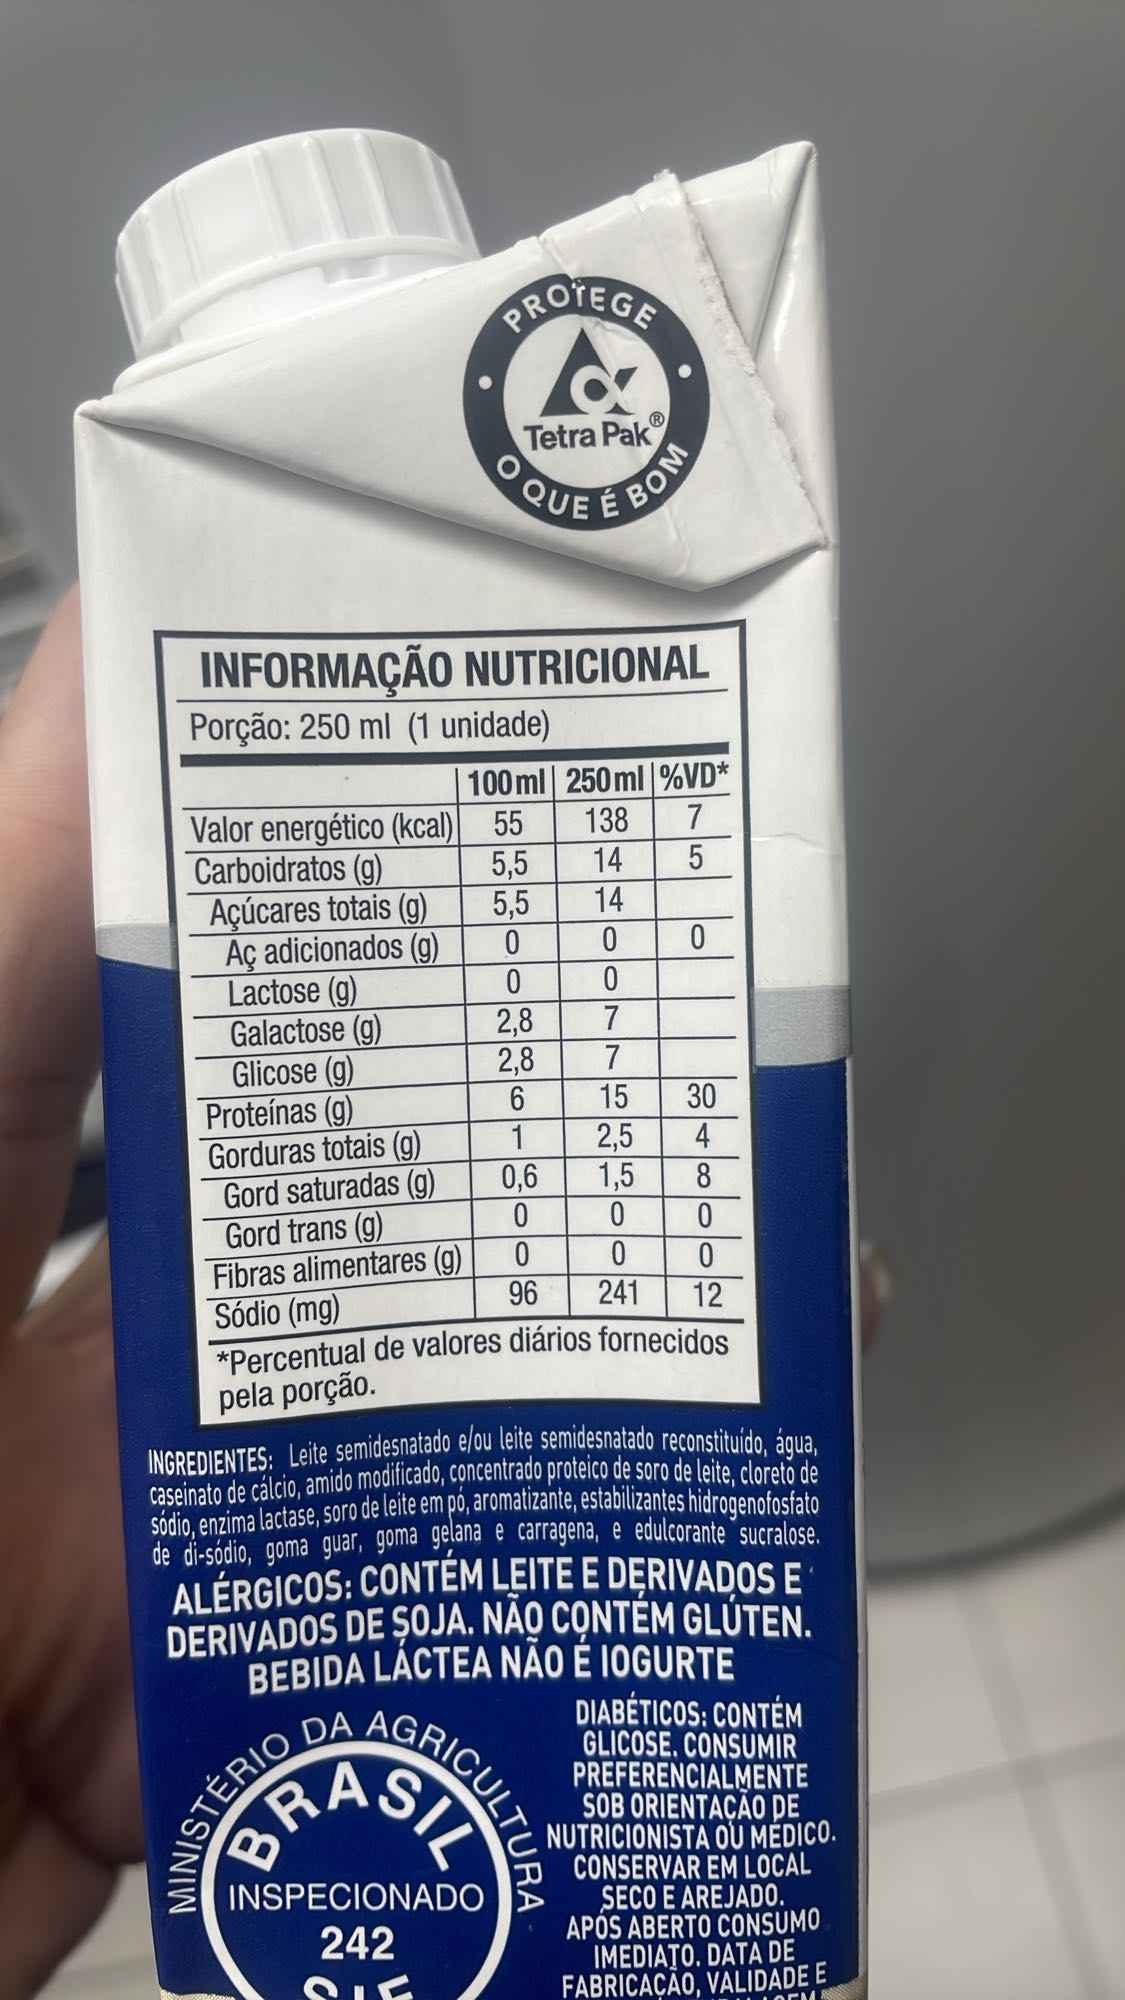 PROTEGE
Tetra Pak®
O QUE É BOM
INFORMAÇÃO NUTRICIONAL
Porção: 250 ml (1 unidade)
100 ml 250 ml %VD*
Valor energético (kcal) 55 138 7
Carboidratos (g) 5,5 14 5
Açúcares totais (g) 5,5 14
Aç adicionados (g) 0 0 0
Lactose (g) 0 0
Galactose (g) 2,8 7
Glicose (g) 2,8 7
Proteínas (g) 6 15 30
Gorduras totais (g) 1 2,5 4
Gord saturadas (g) 0,6 1,5 8
Gord trans (g) 0 0 0
Fibras alimentares (g) 0 0 0
Sódio (mg) 96 241 12
*Percentual de valores diários fornecidos
pela porção.
INGREDIENTES: Leite semidesnatado e/ou leite semidesnatado reconstituído, água,
caseinato de cálcio, amido modificado, concentrado proteico de soro de leite, cloreto de
sódio, enzima lactase, soro de leite em pó, aromatizante, estabilizantes hidrogenofosfato
de di-sódio, goma guar, goma gelana e carragena, e edulcorante sucralose.
ALÉRGICOS: CONTÉM LEITE E DERIVADOS E
DERIVADOS DE SOJA. NÃO CONTÉM GLÚTEN.
BEBIDA LÁCTEA NÃO É IOGURTE
MINISTÉRIO DA AGRICULTURA
BRASIL
INSPECIONADO
242
S.I.F.
DIABÉTICOS: CONTÉM
GLICOSE. CONSUMIR
PREFERENCIALMENTE
SOB ORIENTAÇÃO DE
NUTRICIONISTA OU MÉDICO.
CONSERVAR EM LOCAL
SECO E AREJADO.
APÓS ABERTO CONSUMO
IMEDIATO. DATA DE
FABRICAÇÃO, VALIDADE E